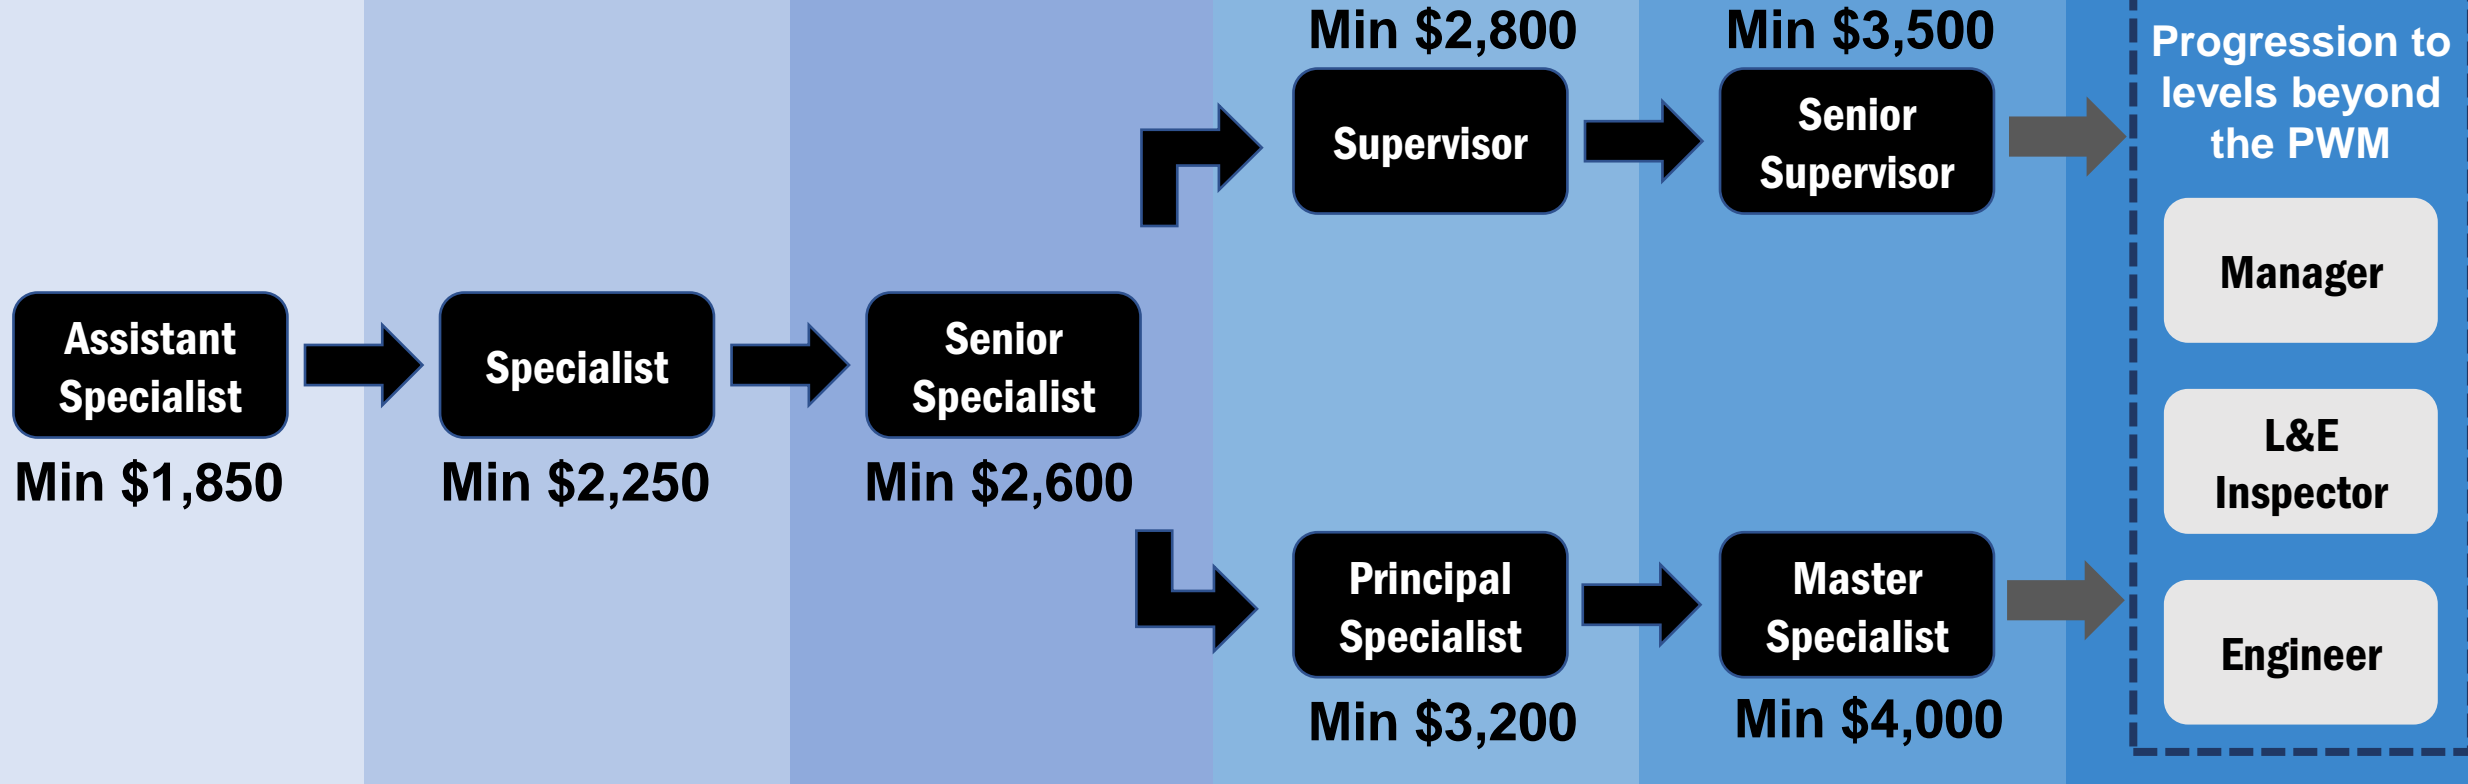 Min $2,800
Min $3,500
Progression to
levels beyond
the PWM
Supervisor
Senior
Supervisor
Manager
Assistant
Specialist
Specialist
Senior
Specialist
Min $1,850
Min $2,250
Min $2,600
L&E
Inspector
Principal
Specialist
Master
Specialist
Engineer
Min $3,200
Min $4,000